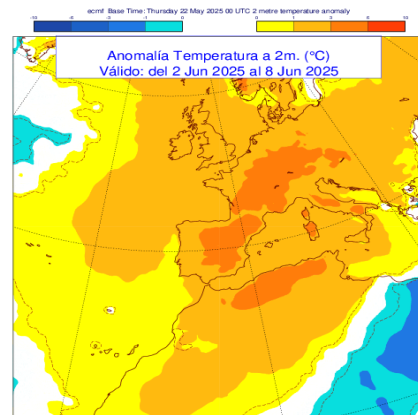 ecmf Base Time: Thursday 22 May 2025 00 UTC 2 metre temperature anomaly
Anomalía Temperatura a 2m. (°C)
Válido: del 2 Jun 2025 al 8 Jun 2025